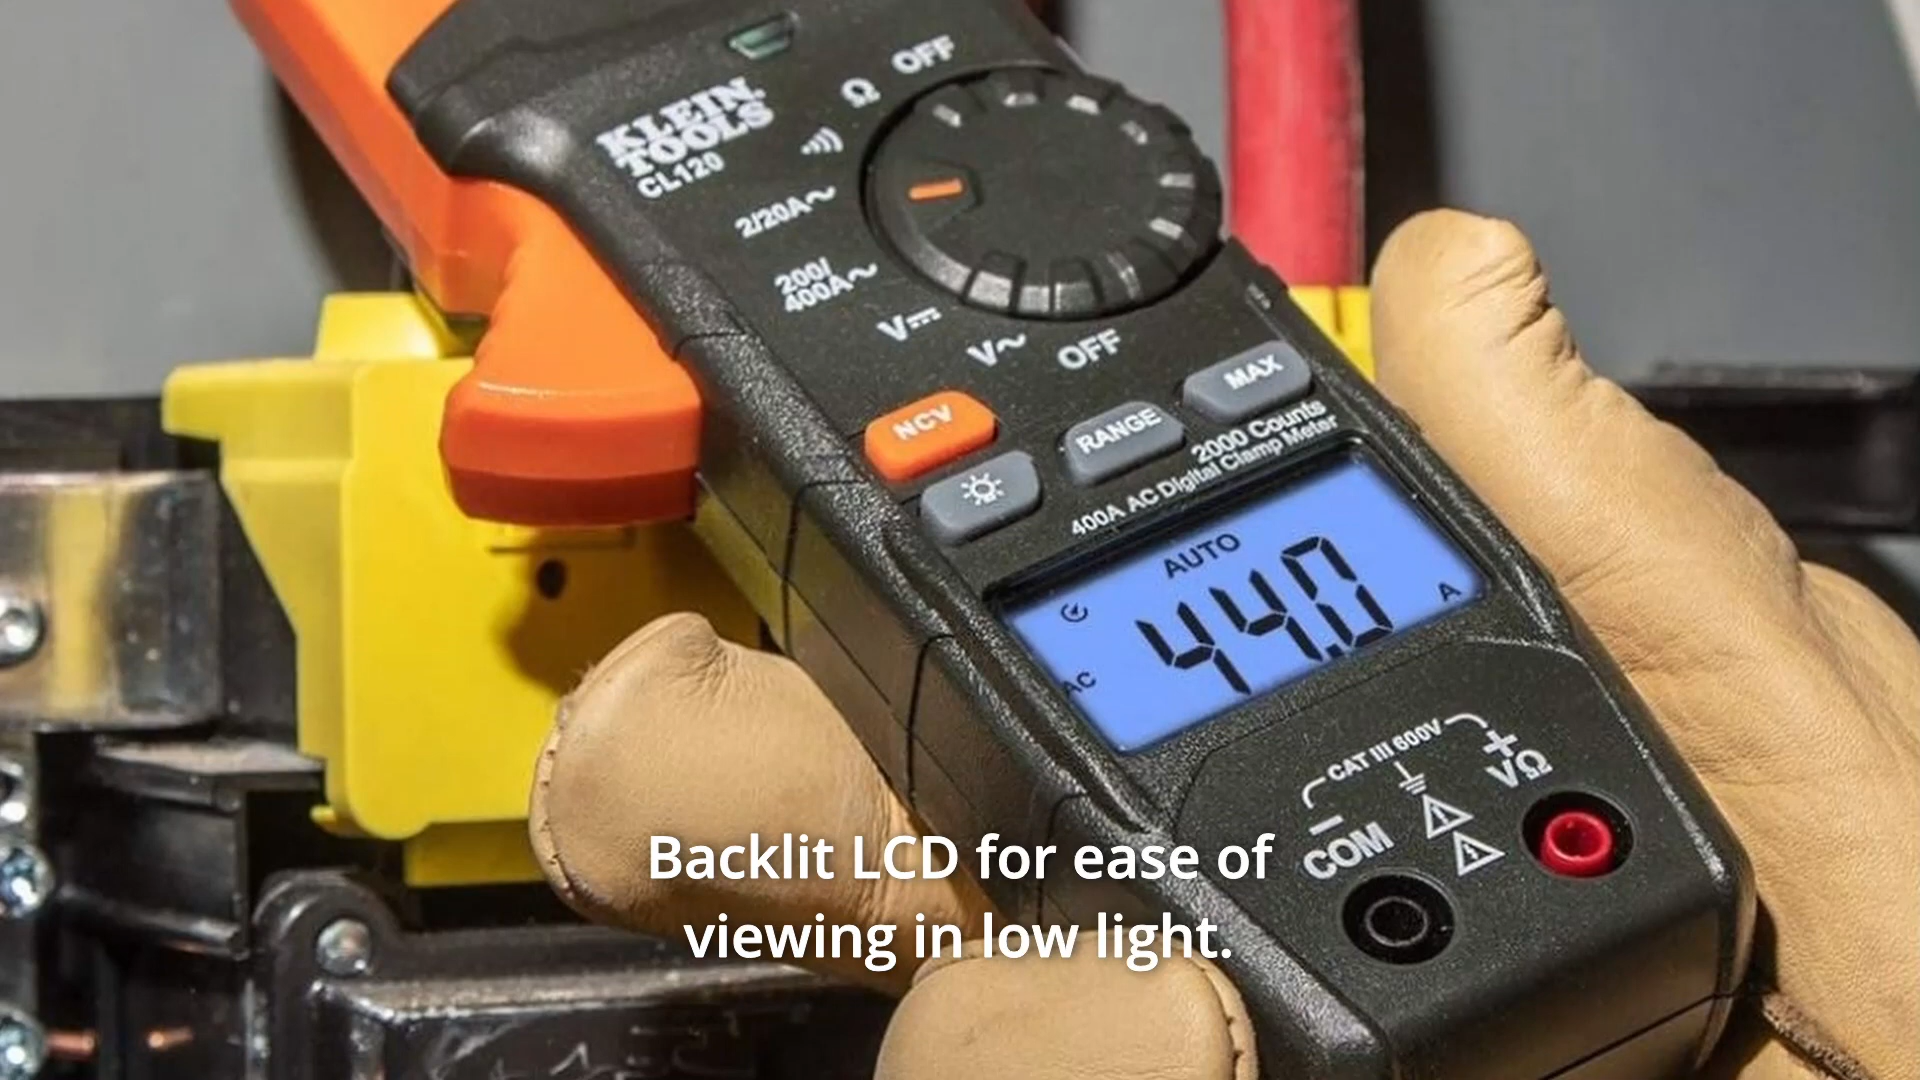 OFF
Ω
KLEIN
TOOLS
CL120
2/20A~
200/
400A~
V⎓
V~
OFF
MAX
NCV
RANGE
2000 Counts
400A AC Digital Clamp Meter
AUTO
44.0
A
AC
CAT III 600V
+
VΩ
−
COM
Backlit LCD for ease of
viewing in low light.